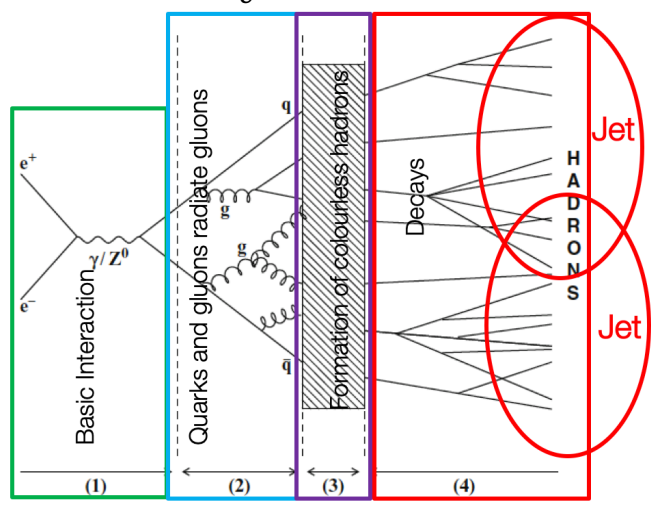 e+
e−
γ/Z0
Basic Interaction
Quarks and gluons radiate gluons
q
g
g
q̄
Formation of colourless hadrons
Decays
HADRONS
Jet
Jet
(1)
(2)
(3)
(4)